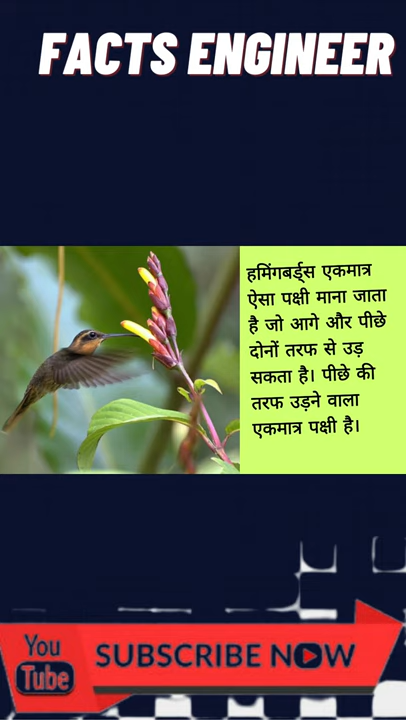 FACTS ENGINEER
हमिंगबर्ड्स एकमात्र
ऐसा पक्षी माना जाता
है जो आगे और पीछे
दोनों तरफ से उड़
सकता है। पीछे की
तरफ उड़ने वाला
एकमात्र पक्षी है।
You
Tube
SUBSCRIBE NOW